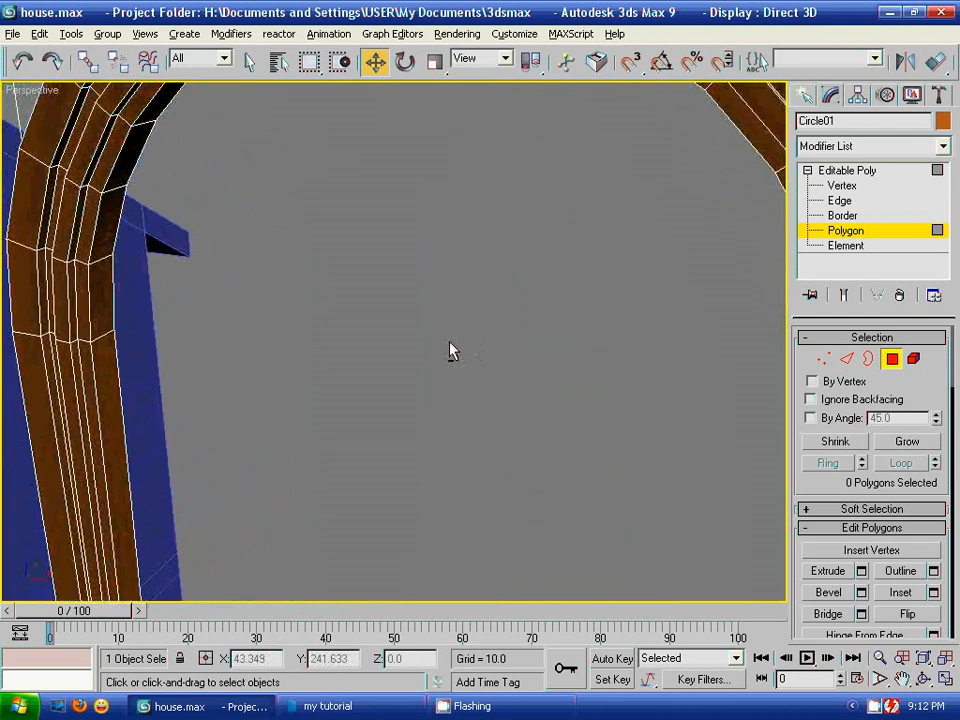 house.max - Project Folder: H:\Documents and Settings\USER\My Documents\3dsmax - Autodesk 3ds Max 9 - Display : Direct 3D
File Edit Tools Group Views Create Modifiers reactor Animation Graph Editors Rendering Customize MAXScript Help
All View
Perspective
Circle01
Modifier List
Editable Poly
Vertex
Edge
Border
Polygon
Element
- Selection
By Vertex
Ignore Backfacing
By Angle: 45.0
Shrink Grow
Ring Loop
0 Polygons Selected
+ Soft Selection
- Edit Polygons
Insert Vertex
Extrude Outline
Bevel Inset
Bridge Flip
Hinge From Edge
< 0 / 100 >
0 10 20 30 40 50 60 70 80 90 100
1 Object Sele X: 43.349 Y: 241.633 Z: 0.0 Grid = 10.0 Auto Key Selected
Click or click-and-drag to select objects Add Time Tag Set Key Key Filters... 0
start house.max - Projec... my tutorial Flashing 9:12 PM